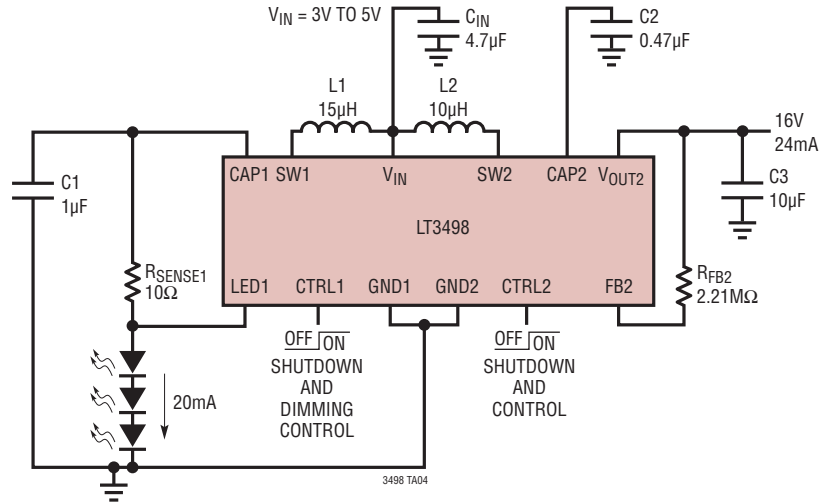 V_IN = 3V TO 5V
C_IN
4.7µF
C2
0.47µF
L1
15µH
L2
10µH
16V
24mA
C1
1µF
CAP1 SW1 V_IN SW2 CAP2 V_OUT2
C3
10µF
LT3498
R_SENSE1
10Ω
LED1 CTRL1 GND1 GND2 CTRL2 FB2
R_FB2
2.21MΩ
OFF ON
SHUTDOWN
AND
DIMMING
CONTROL
OFF ON
SHUTDOWN
AND
CONTROL
20mA
3498 TA04